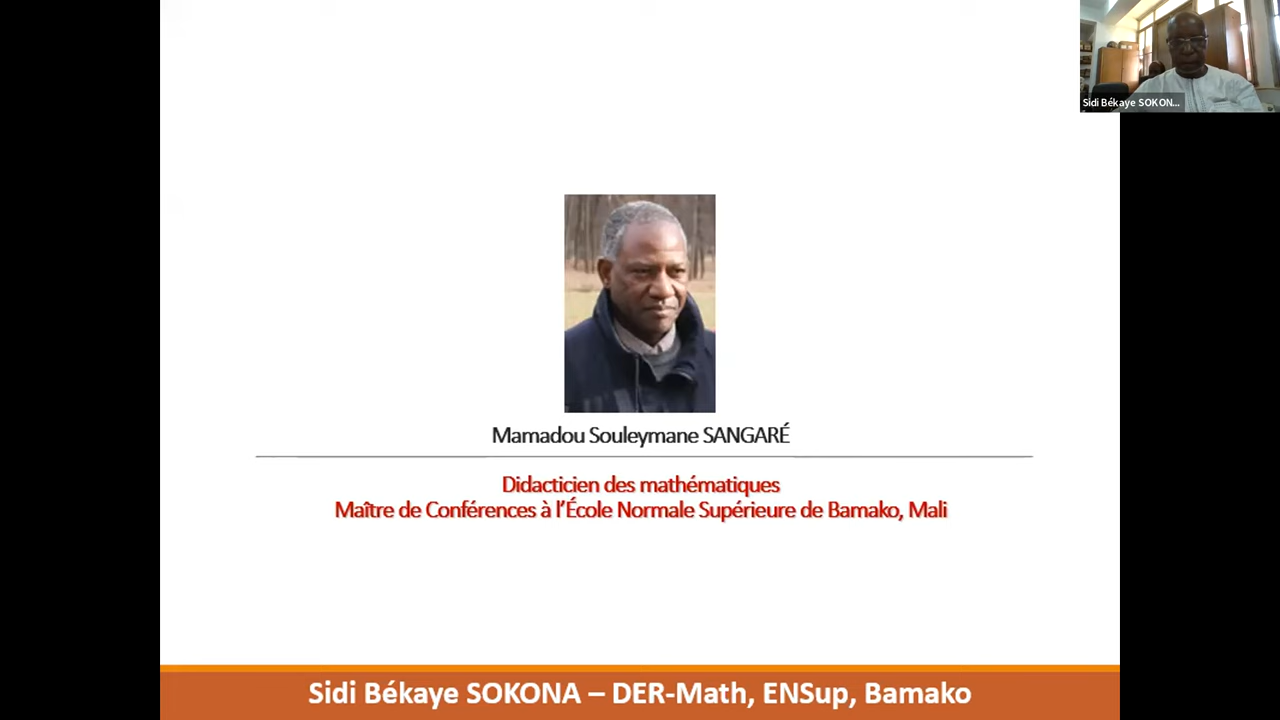 Sidi Békaye SOKON...
Mamadou Souleymane SANGARÉ
Didacticien des mathématiques
Maître de Conférences à l'École Normale Supérieure de Bamako, Mali
Sidi Békaye SOKONA – DER-Math, ENSup, Bamako